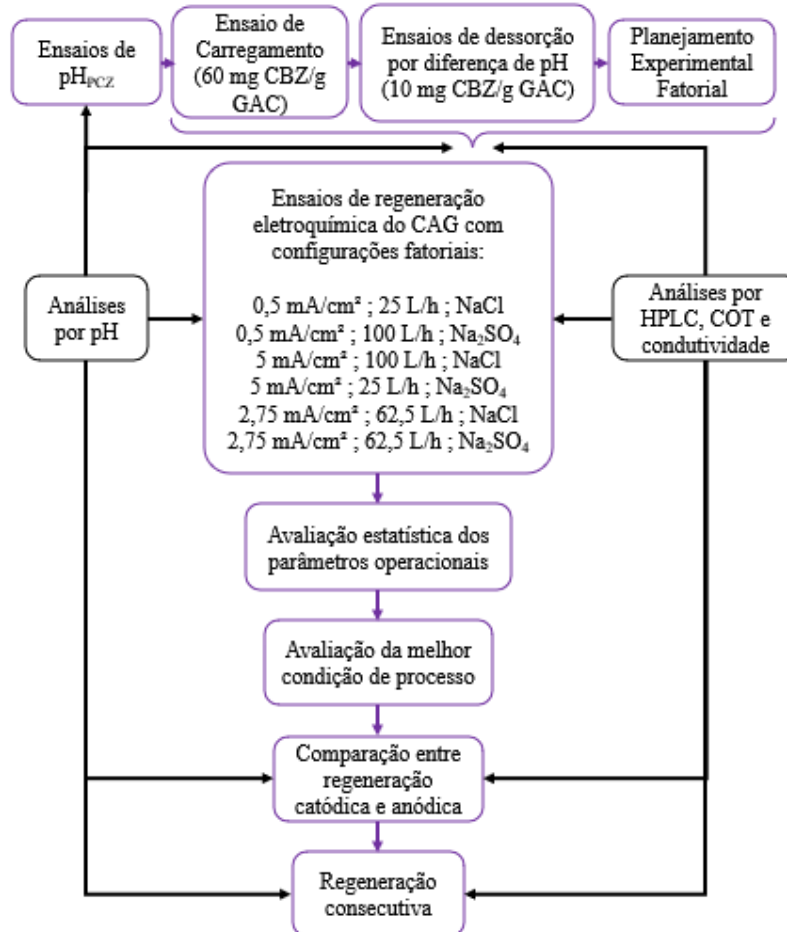 Ensaios de
pH_PCZ
Ensaio de
Carregamento
(60 mg CBZ/g
GAC)
Ensaios de dessorção
por diferença de pH
(10 mg CBZ/g GAC)
Planejamento
Experimental
Fatorial
Ensaios de regeneração
eletroquímica do CAG com
configurações fatoriais:
0,5 mA/cm² ; 25 L/h ; NaCl
0,5 mA/cm² ; 100 L/h ; Na₂SO₄
5 mA/cm² ; 100 L/h ; NaCl
5 mA/cm² ; 25 L/h ; Na₂SO₄
2,75 mA/cm² ; 62,5 L/h ; NaCl
2,75 mA/cm² ; 62,5 L/h ; Na₂SO₄
Análises
por pH
Análises por
HPLC, COT e
condutividade
Avaliação estatística dos
parâmetros operacionais
Avaliação da melhor
condição de processo
Comparação entre
regeneração
catódica e anódica
Regeneração
consecutiva